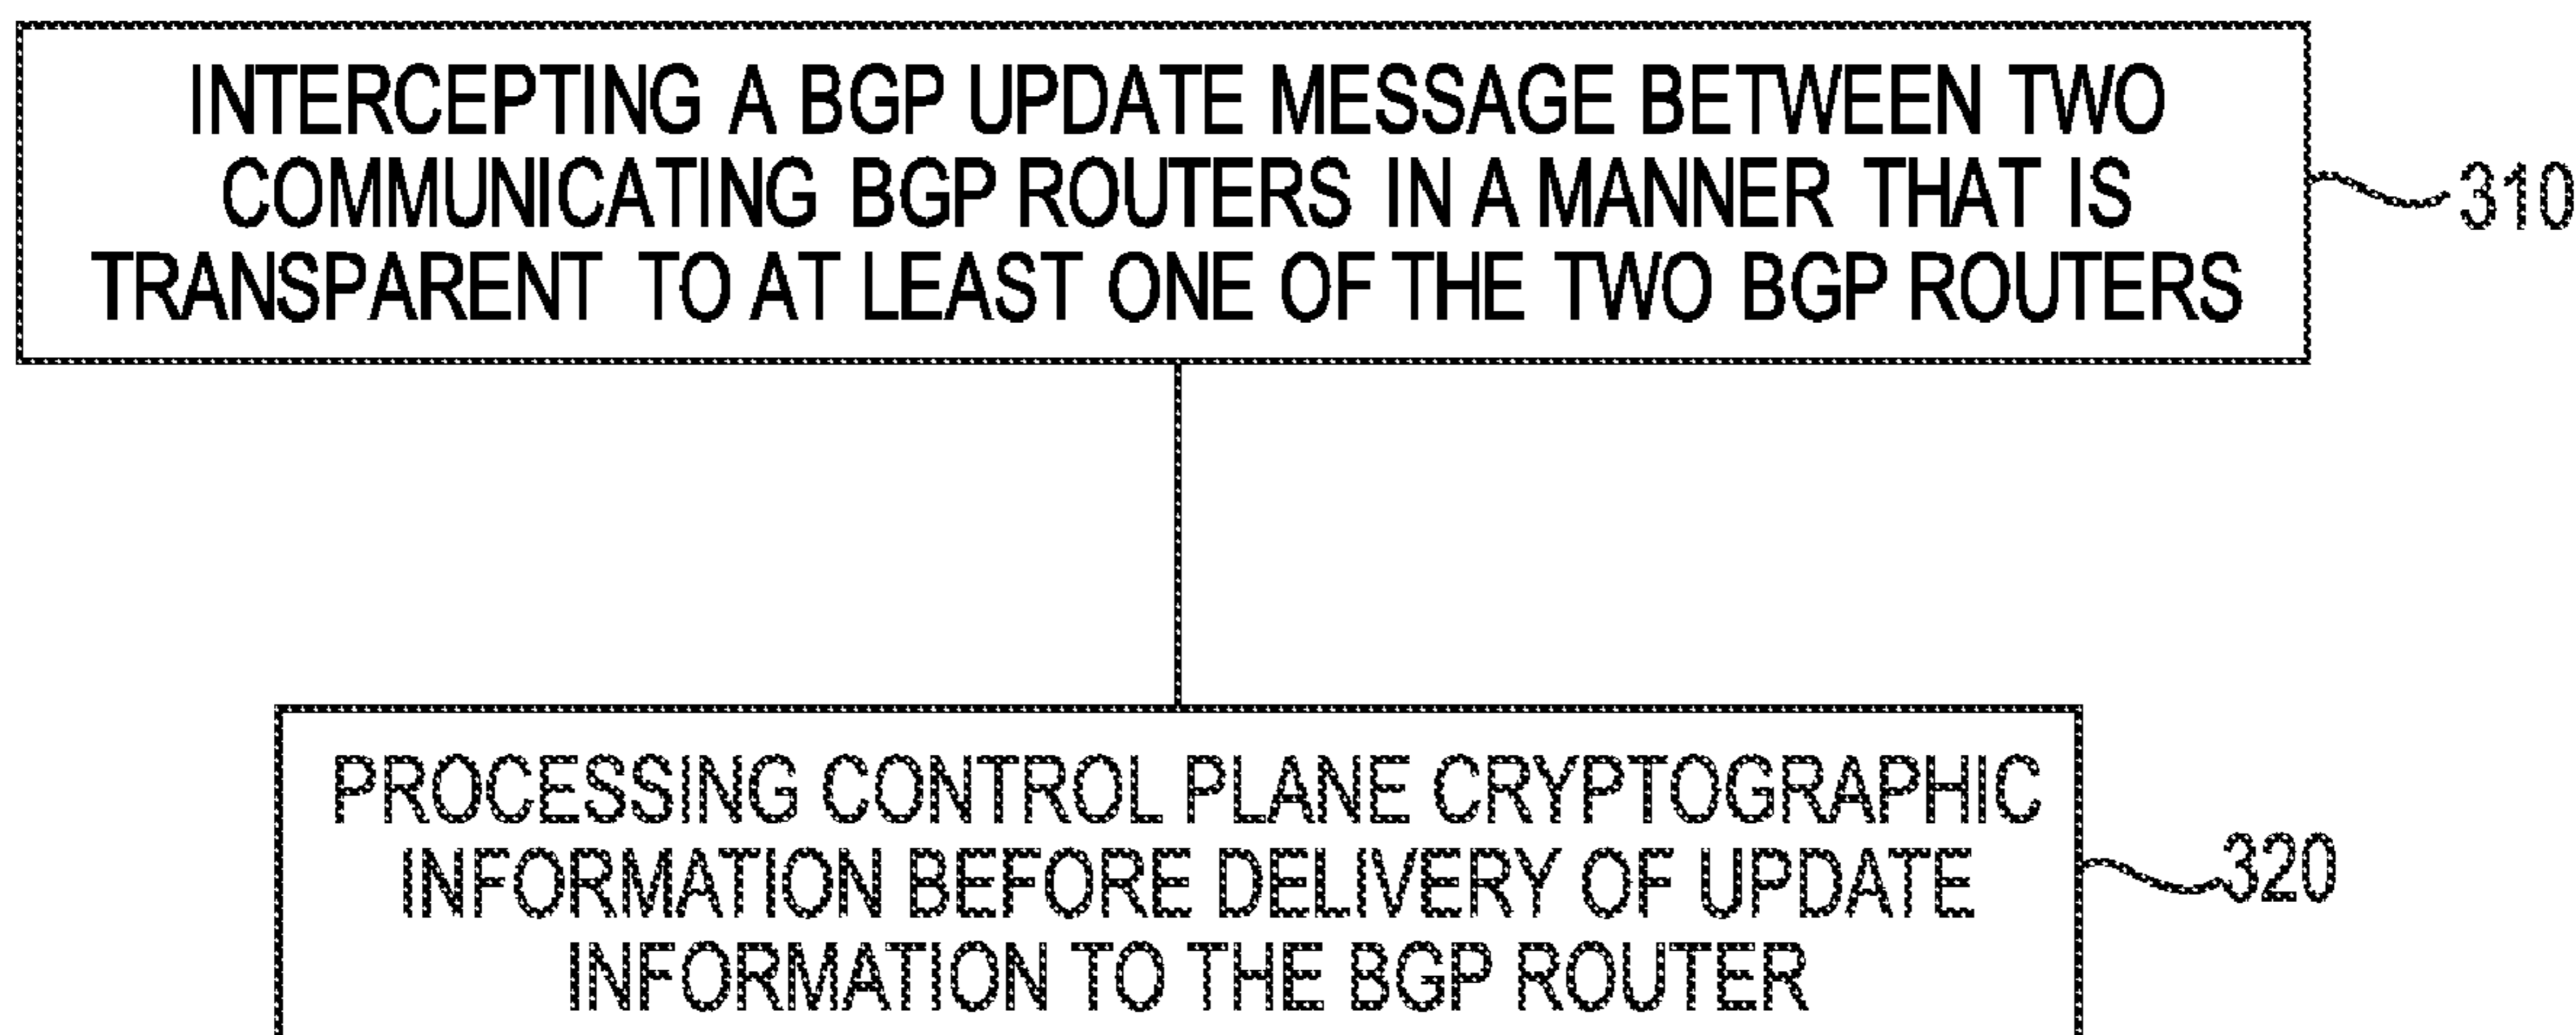 INTERCEPTING A BGP UPDATE MESSAGE BETWEEN TWO
COMMUNICATING BGP ROUTERS IN A MANNER THAT IS
TRANSPARENT TO AT LEAST ONE OF THE TWO BGP ROUTERS
310
PROCESSING CONTROL PLANE CRYPTOGRAPHIC
INFORMATION BEFORE DELIVERY OF UPDATE
INFORMATION TO THE BGP ROUTER
320